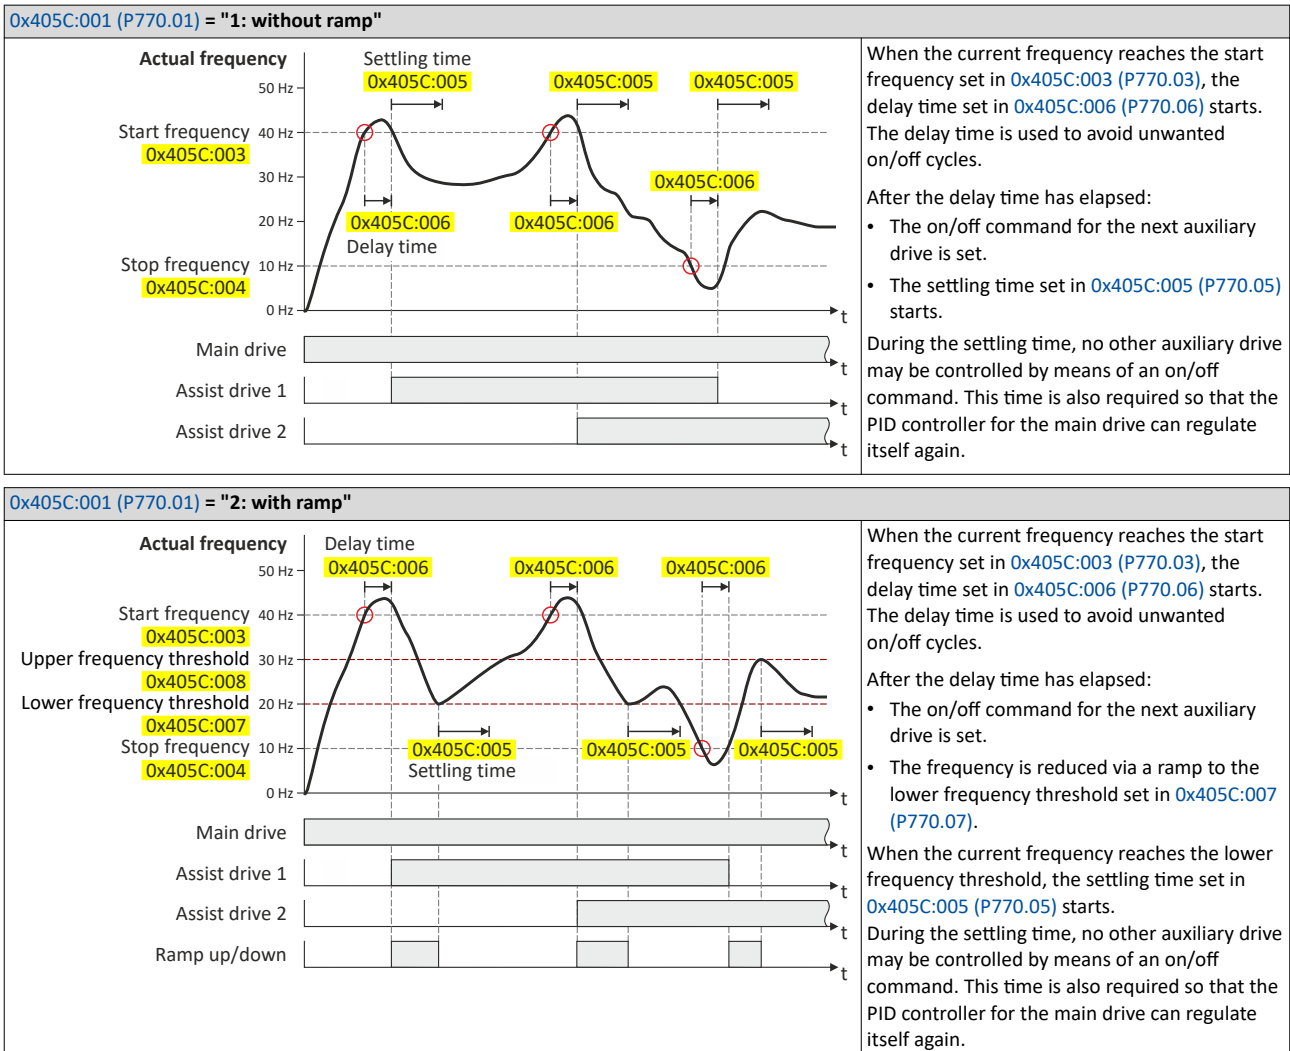 0x405C:001 (P770.01) = "1: without ramp"
Actual frequency
Settling time
0x405C:005 0x405C:005 0x405C:005
50 Hz
Start frequency 40 Hz
0x405C:003
30 Hz
0x405C:006
20 Hz
0x405C:006 0x405C:006
Delay time
Stop frequency 10 Hz
0x405C:004
0 Hz
t
Main drive
t
Assist drive 1
t
Assist drive 2
t
When the current frequency reaches the start
frequency set in 0x405C:003 (P770.03), the
delay time set in 0x405C:006 (P770.06) starts.
The delay time is used to avoid unwanted
on/off cycles.
After the delay time has elapsed:
• The on/off command for the next auxiliary
drive is set.
• The settling time set in 0x405C:005 (P770.05)
starts.
During the settling time, no other auxiliary drive
may be controlled by means of an on/off
command. This time is also required so that the
PID controller for the main drive can regulate
itself again.
0x405C:001 (P770.01) = "2: with ramp"
Actual frequency
Delay time
0x405C:006 0x405C:006 0x405C:006
50 Hz
Start frequency 40 Hz
0x405C:003
Upper frequency threshold 30 Hz
0x405C:008
Lower frequency threshold 20 Hz
0x405C:007
Stop frequency 10 Hz
0x405C:005 0x405C:005 0x405C:005
0x405C:004
Settling time
0 Hz
t
Main drive
t
Assist drive 1
t
Assist drive 2
t
Ramp up/down
t
When the current frequency reaches the start
frequency set in 0x405C:003 (P770.03), the
delay time set in 0x405C:006 (P770.06) starts.
The delay time is used to avoid unwanted
on/off cycles.
After the delay time has elapsed:
• The on/off command for the next auxiliary
drive is set.
• The frequency is reduced via a ramp to the
lower frequency threshold set in 0x405C:007
(P770.07).
When the current frequency reaches the lower
frequency threshold, the settling time set in
0x405C:005 (P770.05) starts.
During the settling time, no other auxiliary drive
may be controlled by means of an on/off
command. This time is also required so that the
PID controller for the main drive can regulate
itself again.